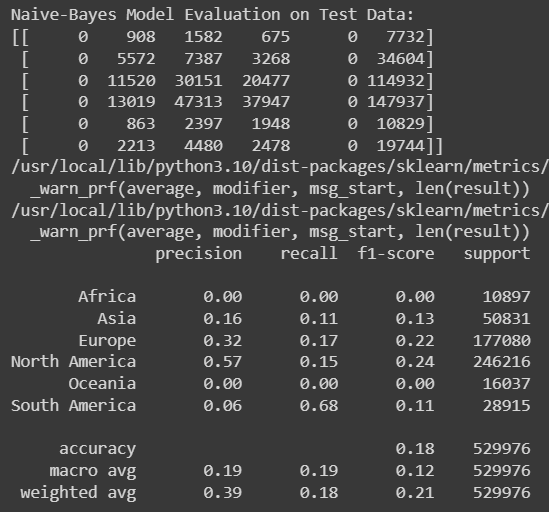 Naive-Bayes Model Evaluation on Test Data:
[[     0    908   1582    675      0   7732]
 [     0   5572   7387   3268      0  34604]
 [     0  11520  30151  20477      0 114932]
 [     0  13019  47313  37947      0 147937]
 [     0    863   2397   1948      0  10829]
 [     0   2213   4480   2478      0  19744]]
/usr/local/lib/python3.10/dist-packages/sklearn/metrics/
  _warn_prf(average, modifier, msg_start, len(result))
/usr/local/lib/python3.10/dist-packages/sklearn/metrics/
  _warn_prf(average, modifier, msg_start, len(result))
               precision    recall  f1-score   support

       Africa       0.00      0.00      0.00     10897
         Asia       0.16      0.11      0.13     50831
       Europe       0.32      0.17      0.22    177080
North America       0.57      0.15      0.24    246216
      Oceania       0.00      0.00      0.00     16037
South America       0.06      0.68      0.11     28915

     accuracy                           0.18    529976
    macro avg       0.19      0.19      0.12    529976
 weighted avg       0.39      0.18      0.21    529976